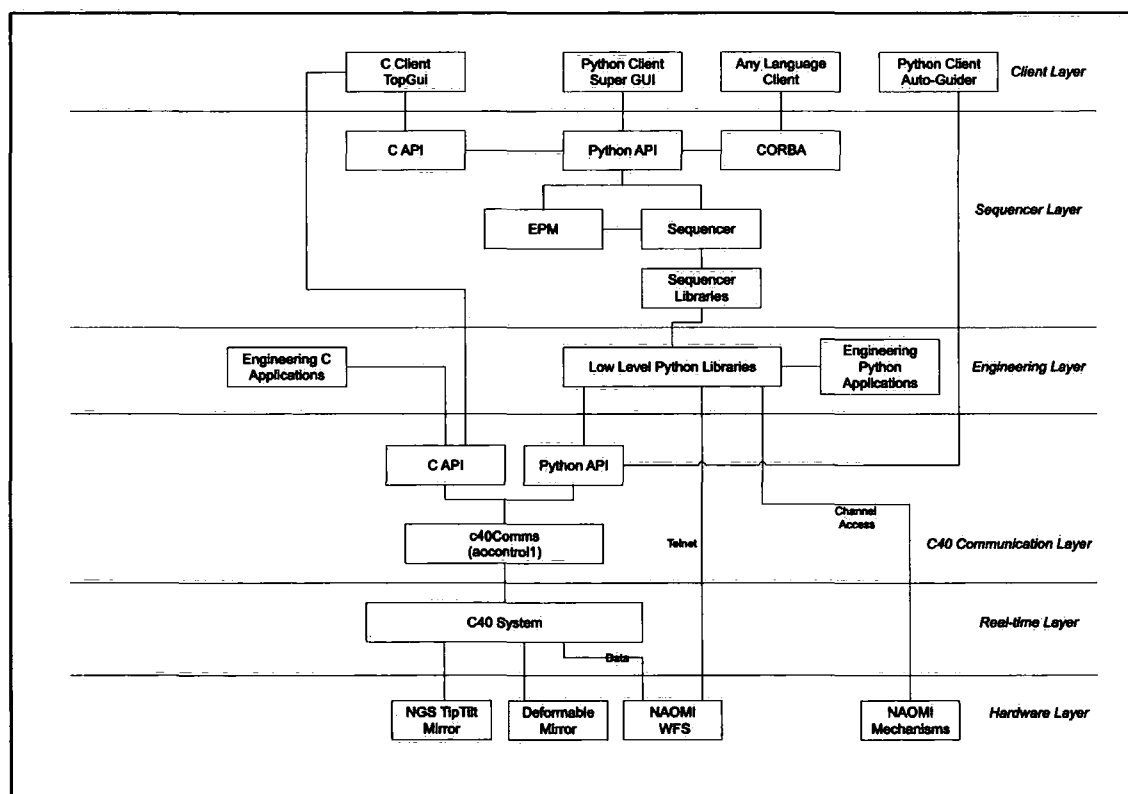 C Client
TopGui
Python Client
Super GUI
Any Language
Client
Python Client
Auto-Guider
Client Layer
C API
Python API
CORBA
Sequencer Layer
EPM
Sequencer
Sequencer
Libraries
Engineering C
Applications
Low Level Python Libraries
Engineering
Python
Applications
Engineering Layer
C API
Python API
Channel
Access
c40Comms
(aocontrol1)
Telnet
C40 Communication Layer
C40 System
Real-time Layer
Data
NGS TipTilt
Mirror
Deformable
Mirror
NAOMI
WFS
NAOMI
Mechanisms
Hardware Layer